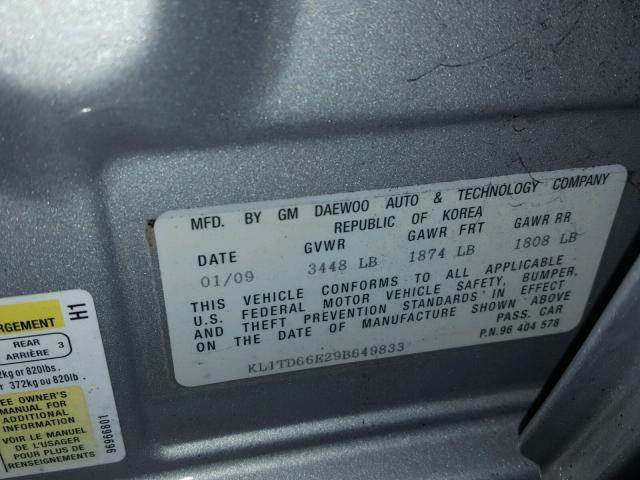 MFD. BY GM DAEWOO AUTO & TECHNOLOGY COMPANY
REPUBLIC OF KOREA
DATE GVWR GAWR FRT GAWR RR
01/09 3448 LB 1874 LB 1808 LB
THIS VEHICLE CONFORMS TO ALL APPLICABLE
U.S. FEDERAL MOTOR VEHICLE SAFETY, BUMPER,
AND THEFT PREVENTION STANDARDS IN EFFECT
ON THE DATE OF MANUFACTURE SHOWN ABOVE
PASS. CAR
P.N.96 404 578
KL1TD66E29B649833
H1
REAR
ARRIÈRE 3
kg or 820lbs.
r 372kg ou 820lb.
OWNER'S
MANUAL FOR
ADDITIONAL
INFORMATION
VOIR LE MANUEL
DE L'USAGER
POUR PLUS DE
RENSEIGNEMENTS
96966801